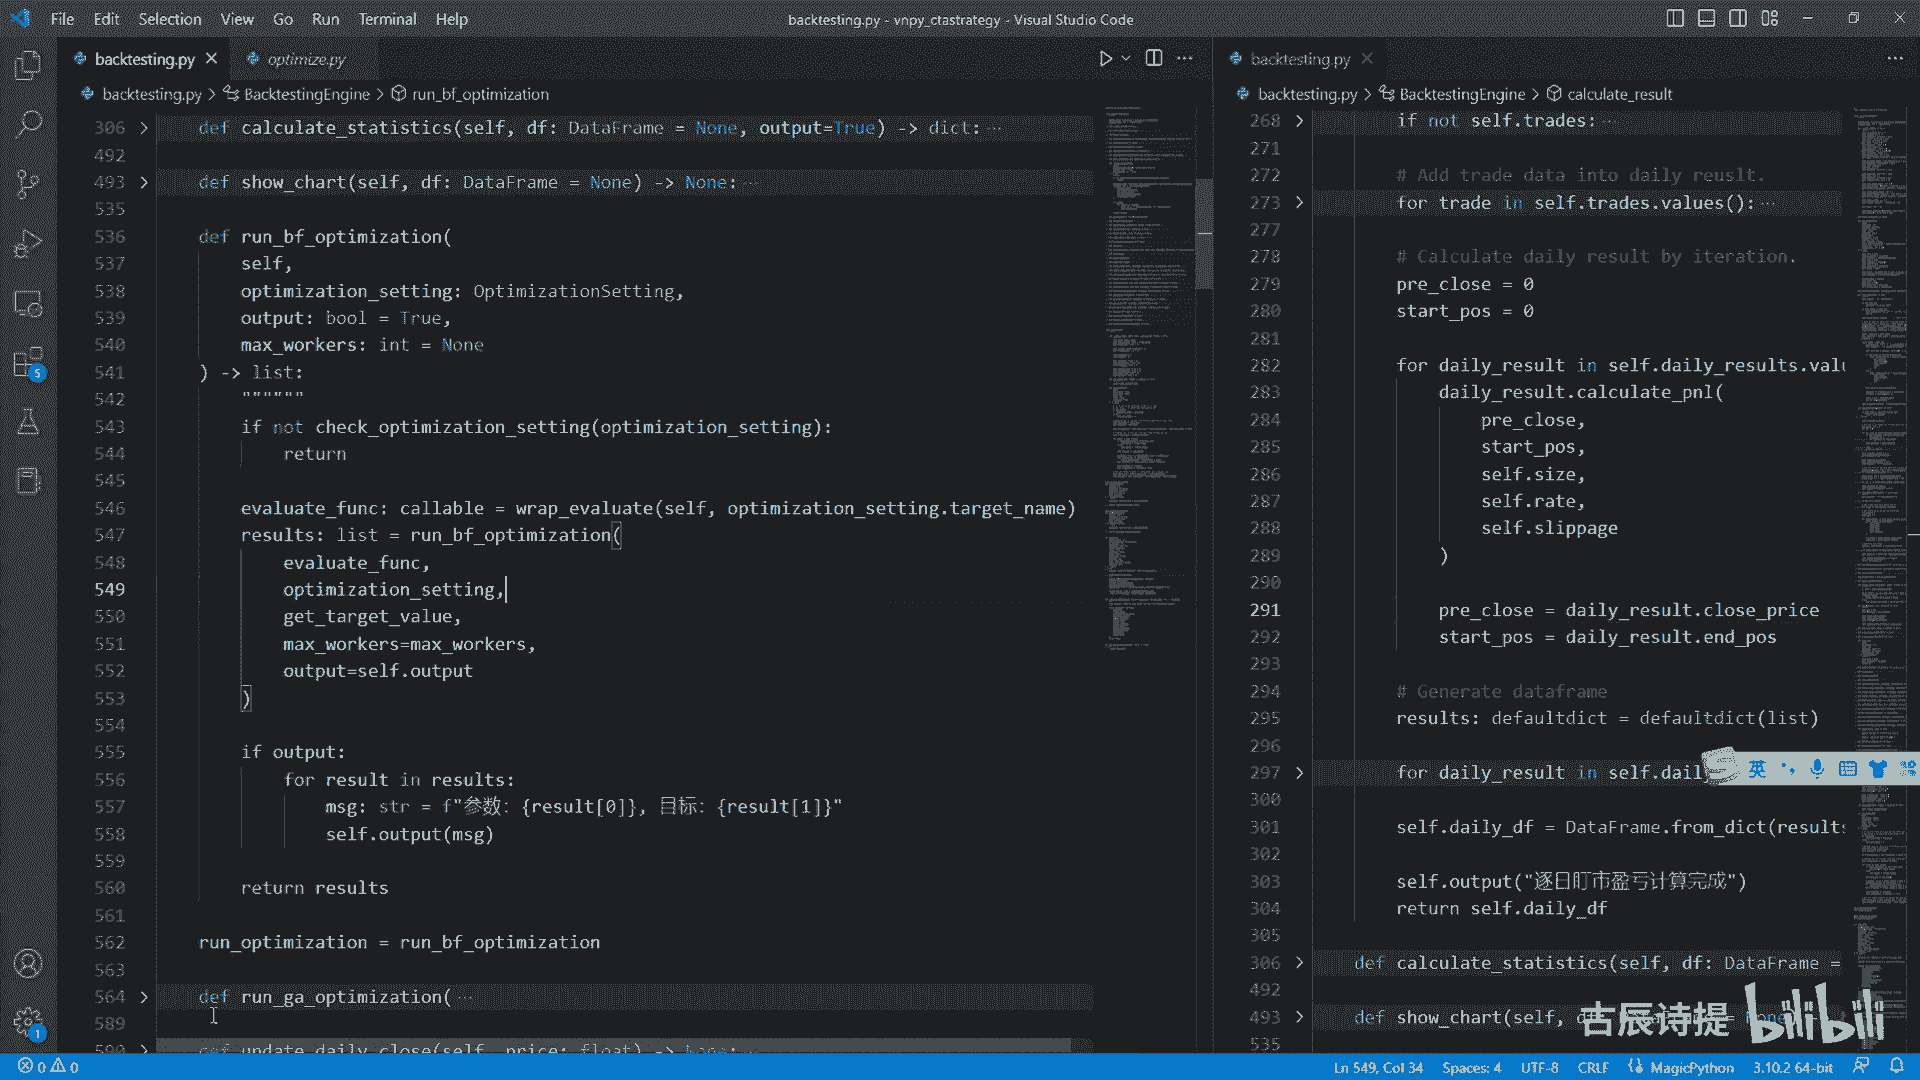 File Edit Selection View Go Run Terminal Help
backtesting.py - vnpy_ctastrategy - Visual Studio Code
backtesting.py
optimize.py
backtesting.py > BacktestingEngine > run_bf_optimization
306 def calculate_statistics(self, df: DataFrame = None, output=True) -> dict: ···
492
493 def show_chart(self, df: DataFrame = None) -> None: ···
535
536 def run_bf_optimization(
537 self,
538 optimization_setting: OptimizationSetting,
539 output: bool = True,
540 max_workers: int = None
541 ) -> list:
542 """"""
543 if not check_optimization_setting(optimization_setting):
544 return
545
546 evaluate_func: callable = wrap_evaluate(self, optimization_setting.target_name)
547 results: list = run_bf_optimization(
548 evaluate_func,
549 optimization_setting,
550 get_target_value,
551 max_workers=max_workers,
552 output=self.output
553 )
554
555 if output:
556 for result in results:
557 msg: str = f"参数：{result[0]}, 目标：{result[1]}"
558 self.output(msg)
559
560 return results
561
562 run_optimization = run_bf_optimization
563
564 def run_ga_optimization( ···
589
590 def update_daily_close(self, price: float) -> None: ···
backtesting.py
backtesting.py > BacktestingEngine > calculate_result
268 if not self.trades: ···
271
272 # Add trade data into daily reuslt.
273 for trade in self.trades.values(): ···
277
278 # Calculate daily result by iteration.
279 pre_close = 0
280 start_pos = 0
281
282 for daily_result in self.daily_results.valu
283 daily_result.calculate_pnl(
284 pre_close,
285 start_pos,
286 self.size,
287 self.rate,
288 self.slippage
289 )
290
291 pre_close = daily_result.close_price
292 start_pos = daily_result.end_pos
293
294 # Generate dataframe
295 results: defaultdict = defaultdict(list)
296
297 for daily_result in self.dail
300
301 self.daily_df = DataFrame.from_dict(results
302
303 self.output("逐日盯市盈亏计算完成")
304 return self.daily_df
305
306 def calculate_statistics(self, df: DataFrame =
492
493 def show_chart(self,
535
英
古辰诗提 bilibili
5
1
0 0
Ln 549, Col 34 Spaces: 4 UTF-8 CRLF MagicPython 3.10.2 64-bit